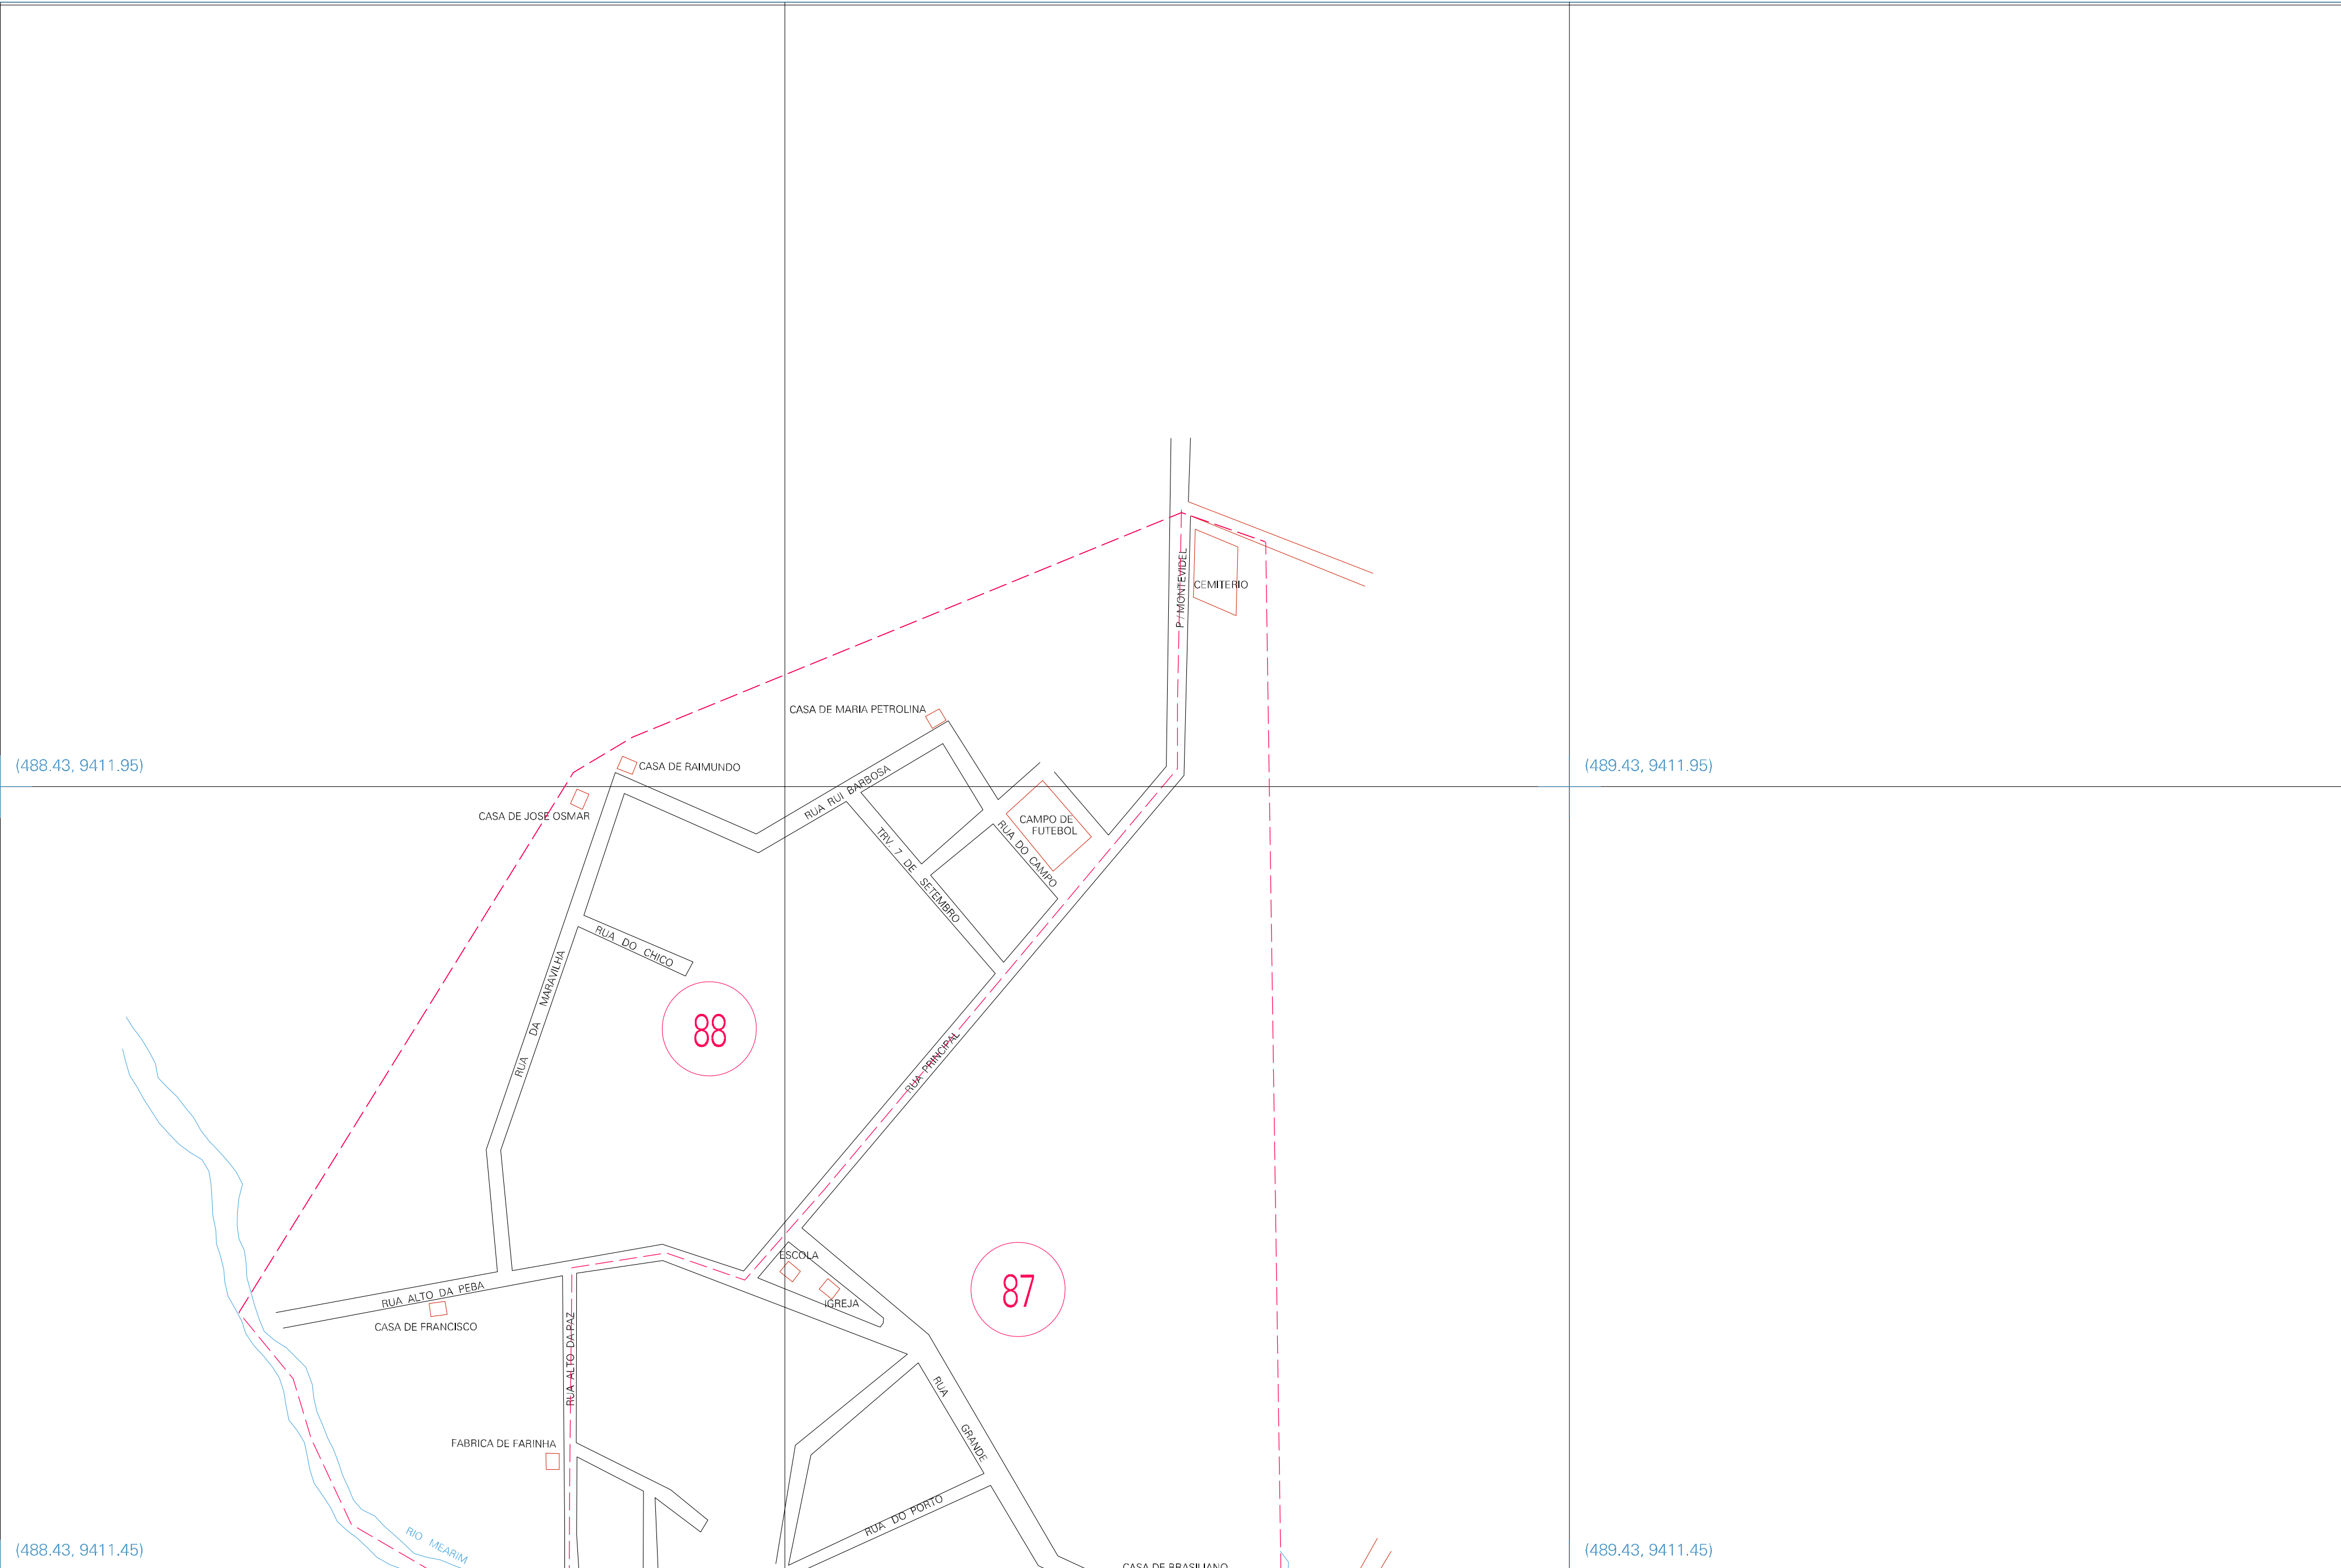 P / MONTEVIDEL
CEMITERIO
CASA DE MARIA PETROLINA
(488.43, 9411.95)
CASA DE RAIMUNDO
(489.43, 9411.95)
RUA RUI BARBOSA
CASA DE JOSE OSMAR
CAMPO DE
FUTEBOL
TRV. 7 DE SETEMBRO
RUA DO CAMPO
RUA DO CHICO
RUA DA MARAVILHA
88
RUA PRINCIPAL
ESCOLA
87
RUA ALTO DA PEBA
IGREJA
CASA DE FRANCISCO
RUA ALTO DA PAZ
RUA GRANDE
FABRICA DE FARINHA
RUA DO PORTO
RIO MEARIM
(488.43, 9411.45)
(489.43, 9411.45)
CASA DE BRASILIANO